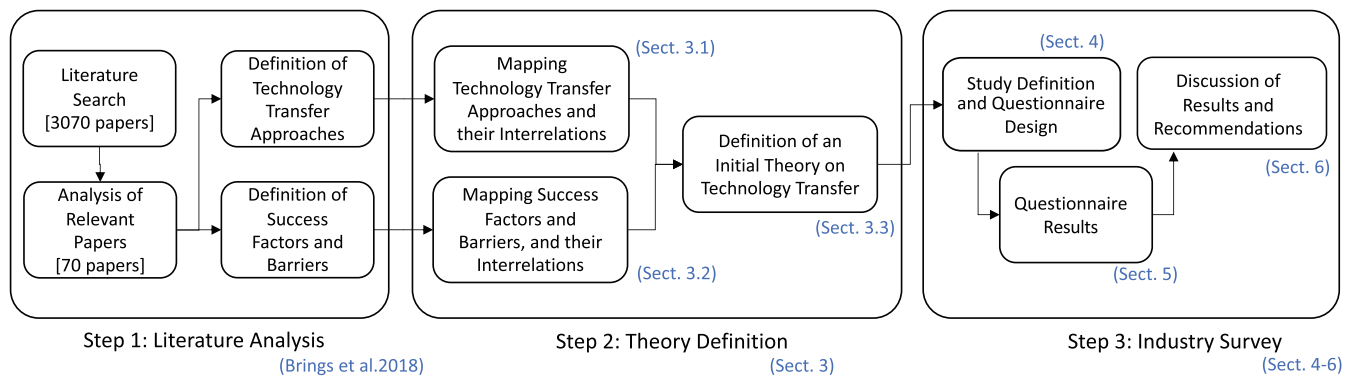 Literature
Search
[3070 papers]
Analysis of
Relevant
Papers
[70 papers]
Definition of
Technology
Transfer
Approaches
Definition of
Success
Factors and
Barriers
Step 1: Literature Analysis
(Brings et al.2018)
(Sect. 3.1)
Mapping
Technology Transfer
Approaches and
their Interrelations
Mapping Success
Factors and
Barriers, and their
Interrelations
(Sect. 3.2)
Definition of an
Initial Theory on
Technology Transfer
(Sect. 3.3)
Step 2: Theory Definition
(Sect. 3)
(Sect. 4)
Study Definition
and Questionnaire
Design
Questionnaire
Results
(Sect. 5)
Discussion of
Results and
Recommendations
(Sect. 6)
Step 3: Industry Survey
(Sect. 4-6)